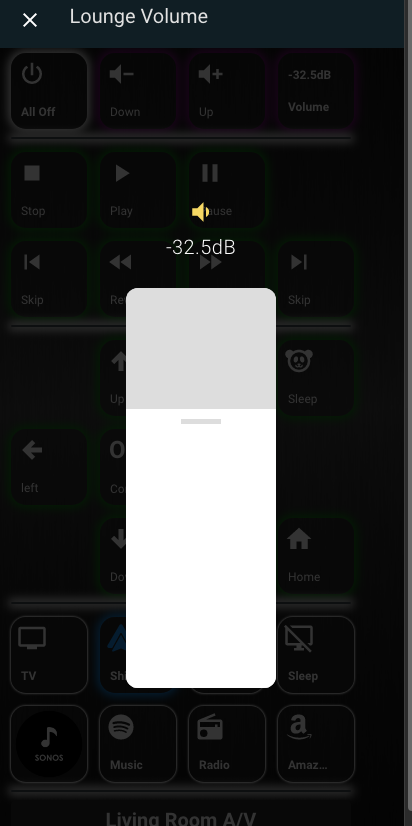 Lounge Volume
-32.5dB
All Off
Down
Up
Volume
Stop
Play
ause
-32.5dB
Skip
Re
Skip
Up
Sleep
left
O
Co
Do
Home
TV
Sh
Sleep
SONOS
Music
Radio
Amaz...
Living Room A/V